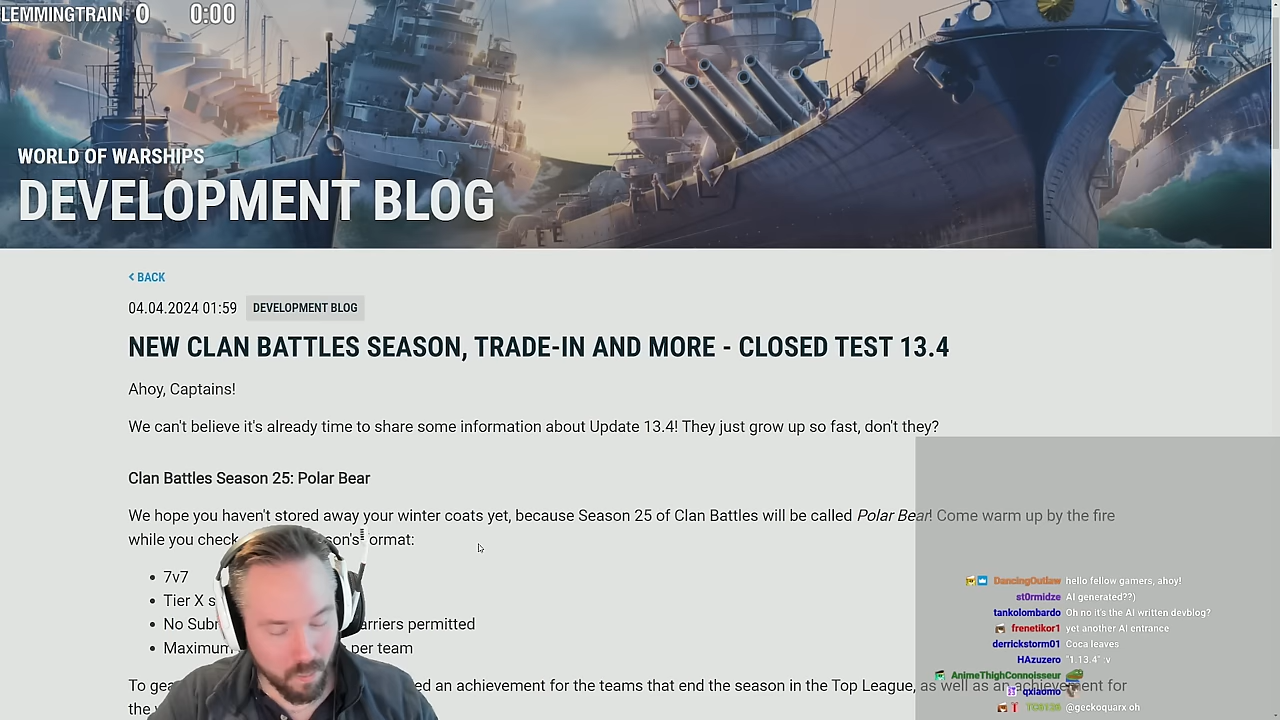 LEMMINGTRAIN: 0 0:00
WORLD OF WARSHIPS
DEVELOPMENT BLOG
< BACK
04.04.2024 01:59 DEVELOPMENT BLOG
NEW CLAN BATTLES SEASON, TRADE-IN AND MORE - CLOSED TEST 13.4
Ahoy, Captains!
We can't believe it's already time to share some information about Update 13.4! They just grow up so fast, don't they?
Clan Battles Season 25: Polar Bear
We hope you haven't stored away your winter coats yet, because Season 25 of Clan Battles will be called Polar Bear! Come warm up by the fire
while you check son's ormat:
• 7v7
• Tier X s
• No Subr arriers permitted
• Maximum per team
To gea ed an achievement for the teams that end the season in the Top League, as well as an achievement for
the
DancingOutlaw hello fellow gamers, ahoy!
st0rmidze AI generated??)
tankolombardo Oh no it's the AI written devblog?
frenetikor1 yet another AI entrance
derrickstorm01 Coca leaves
HAzuzero "1.13.4" :v
AnimeThighConnoisseur
qxiaomo
@geckoquarx oh